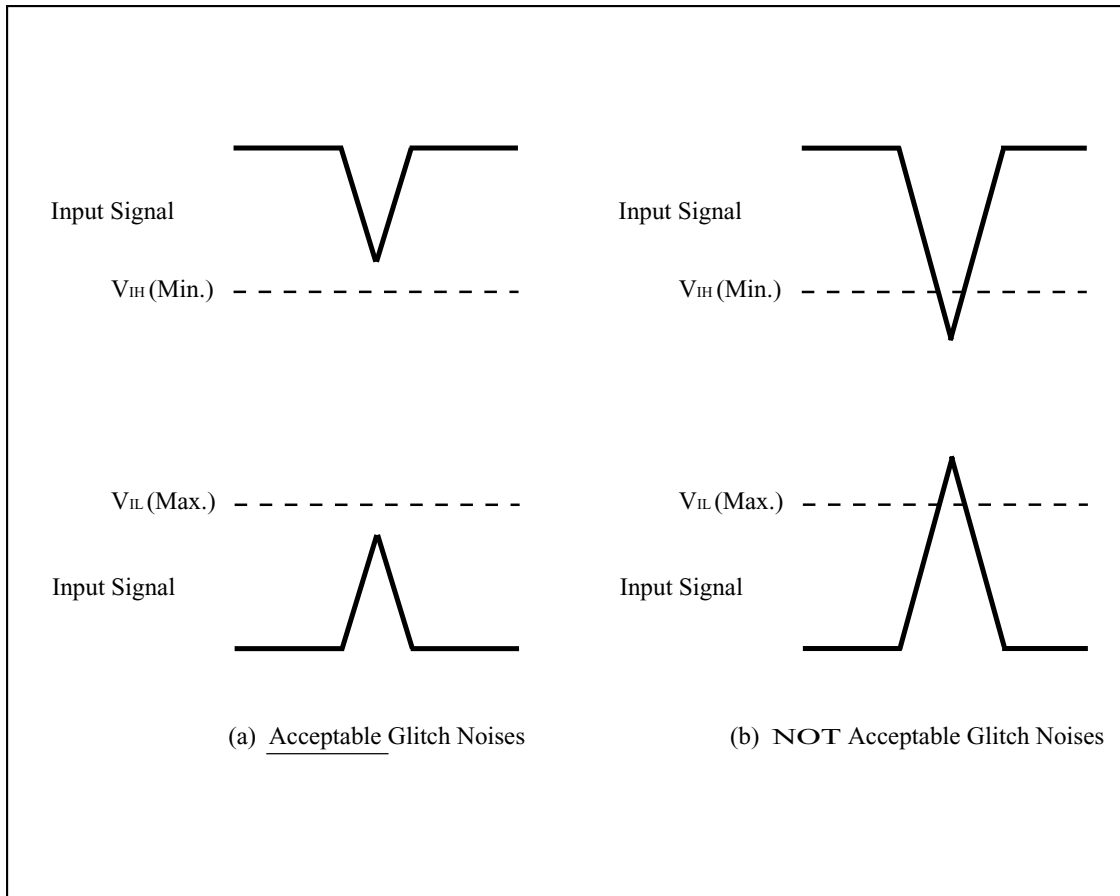 Input Signal
VIH (Min.)
VIL (Max.)
Input Signal
(a) Acceptable Glitch Noises
Input Signal
VIH (Min.)
VIL (Max.)
Input Signal
(b) NOT Acceptable Glitch Noises